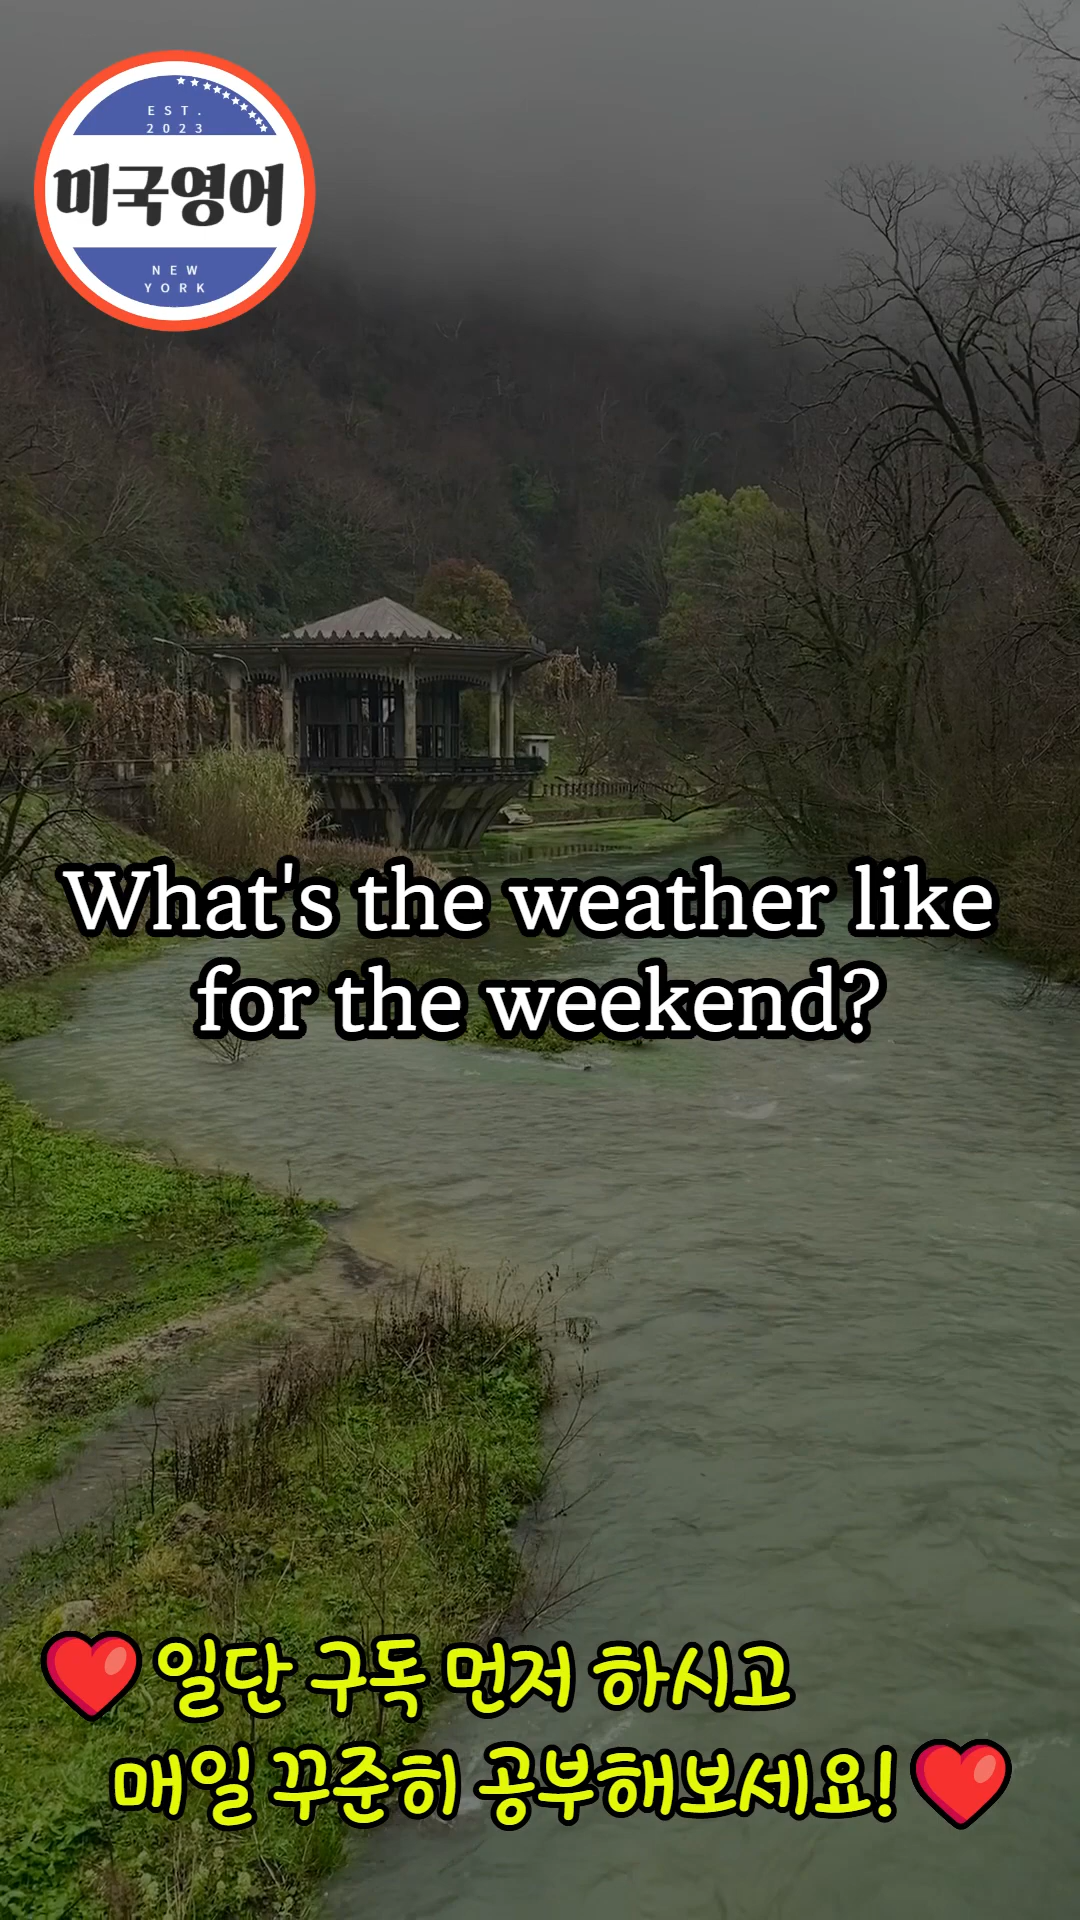 EST.
2023
미국영어
NEW
YORK
What's the weather like
for the weekend?
일단 구독 먼저 하시고
매일 꾸준히 공부해보세요!